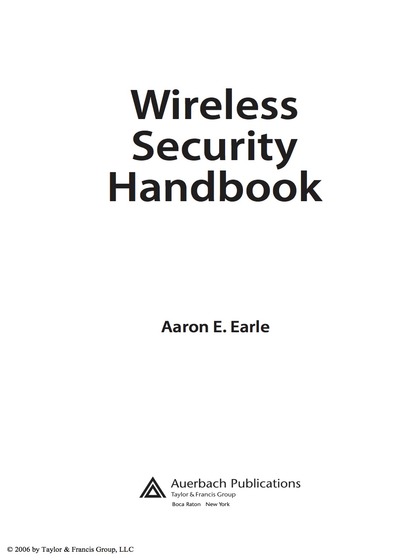 Wireless
Security
Handbook
Aaron E. Earle
Auerbach Publications
Taylor & Francis Group
Boca Raton New York
© 2006 by Taylor & Francis Group, LLC